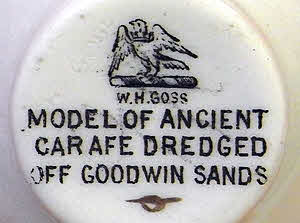 W.H.GOSS
MODEL OF ANCIENT
CARAFE DREDGED
OFF GOODWIN SANDS